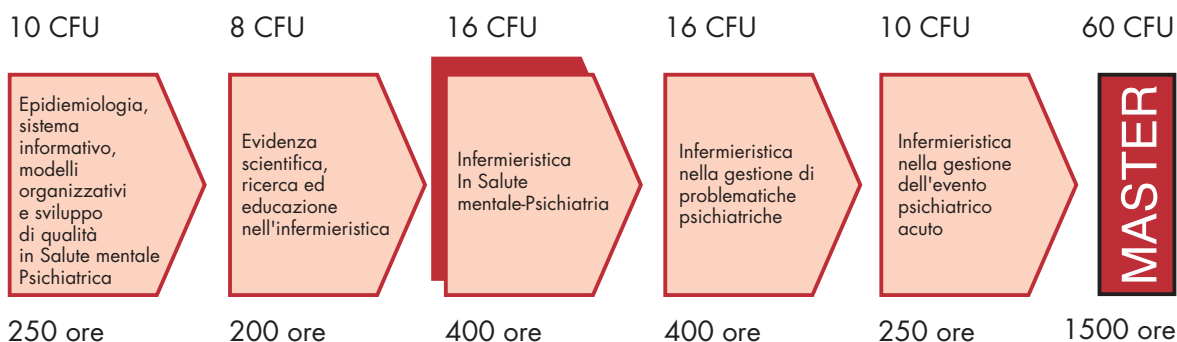 10 CFU
8 CFU
16 CFU
16 CFU
10 CFU
60 CFU
Epidemiologia,
sistema
informativo,
modelli
organizzativi
e sviluppo
di qualità
in Salute mentale
Psichiatrica
Evidenza
scientifica,
ricerca ed
educazione
nell'infermieristica
Infermieristica
In Salute
mentale-Psichiatria
Infermieristica
nella gestione di
problematiche
psichiatriche
Infermieristica
nella gestione
dell'evento
psichiatrico
acuto
MASTER
250 ore
200 ore
400 ore
400 ore
250 ore
1500 ore